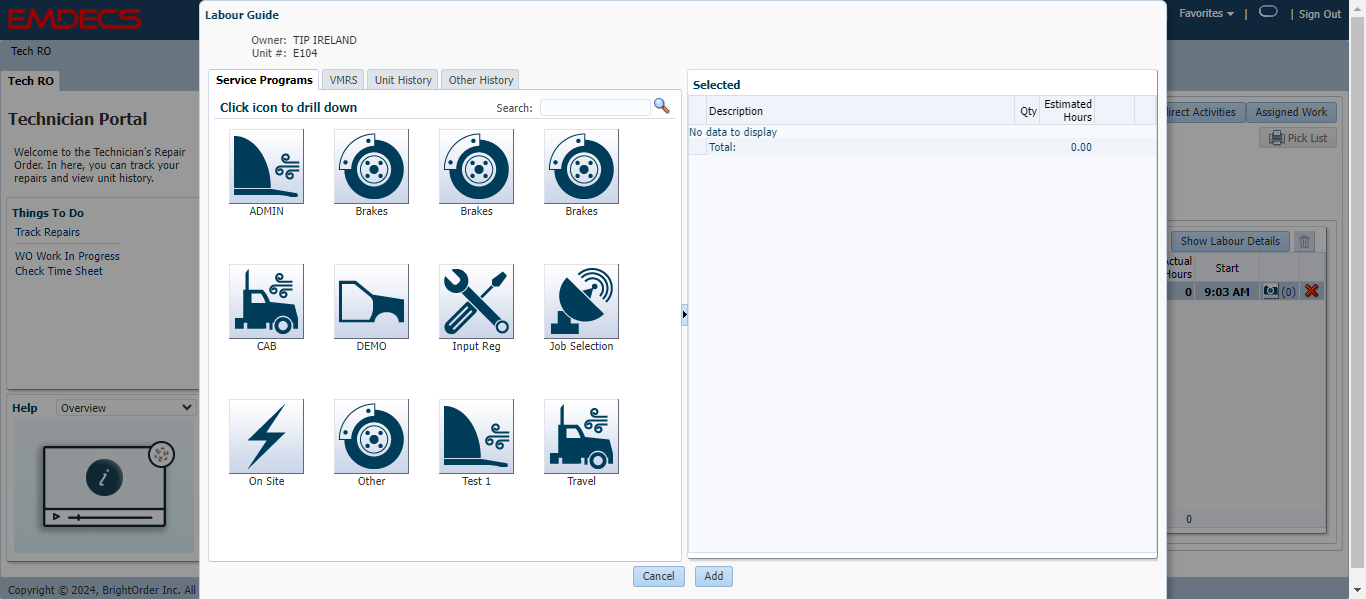 EMDECS
Favorites | | Sign Out
Tech RO
Tech RO
Technician Portal
Welcome to the Technician's Repair
Order. In here, you can track your
repairs and view unit history.
Things To Do
Track Repairs
WO Work In Progress
Check Time Sheet
Help Overview
Copyright © 2024, BrightOrder Inc. All
Labour Guide
Owner: TIP IRELAND
Unit #: E104
Service Programs VMRS Unit History Other History
Click icon to drill down Search:
ADMIN Brakes Brakes Brakes
CAB DEMO Input Reg Job Selection
On Site Other Test 1 Travel
Selected
Description Qty Estimated
Hours
No data to display
Total: 0.00
Cancel Add
irect Activities Assigned Work
Pick List
Show Labour Details
ctual
Hours Start
0 9:03 AM (0)
0